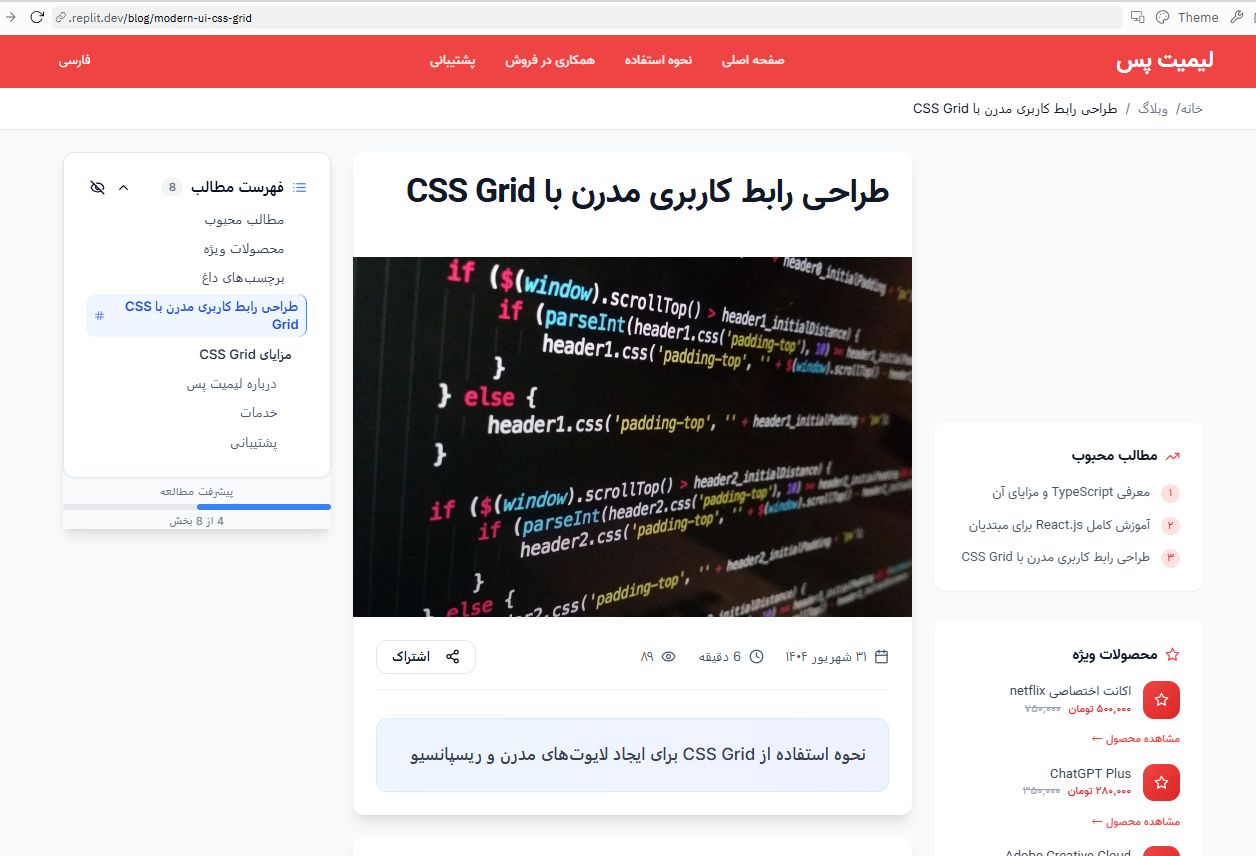 .replit.dev/blog/modern-ui-css-grid
Theme
لیمیت پس
صفحه اصلی
نحوه استفاده
همکاری در فروش
پشتیبانی
فارسی
خانه/ وبلاگ / طراحی رابط کاربری مدرن با CSS Grid
مطالب محبوب
۱ معرفی TypeScript و مزایای آن
۲ آموزش کامل React.js برای مبتدیان
۳ طراحی رابط کاربری مدرن با CSS Grid
محصولات ویژه
اکانت اختصاصی netflix
۵۰۰,۰۰۰ تومان ۷۵۰,۰۰۰
مشاهده محصول ←
ChatGPT Plus
۲۸۰,۰۰۰ تومان ۳۵۰,۰۰۰
مشاهده محصول ←
Adobe Creative Cloud
طراحی رابط کاربری مدرن با CSS Grid
if ($(window).scrollTop() > header1_initialDistance) {
if (parseInt(header1.css('padding-top'), 10) >= header1_initial
header1.css('padding-top', '' + $(window).scrollTop() - header1
}
} else {
header1.css('padding-top', '' + header1_initialPadding + 'px');
}
if ($(window).scrollTop() > header2_initialDistance) {
if (parseInt(header2.css('padding-top'), 10) >= header2_initial
header2.css('padding-top', '' + $(window).scrollTop() - header2
}
} else {
header2.css('padding-top', '' + header2_initialPadding
۳۱ شهریور ۱۴۰۴
6 دقیقه
۸۹
اشتراک
نحوه استفاده از CSS Grid برای ایجاد لایوت‌های مدرن و ریسپانسیو
فهرست مطالب 8
مطالب محبوب
محصولات ویژه
برچسب‌های داغ
طراحی رابط کاربری مدرن با CSS
Grid
#
مزایای CSS Grid
درباره لیمیت پس
خدمات
پشتیبانی
پیشرفت مطالعه
4 از 8 بخش